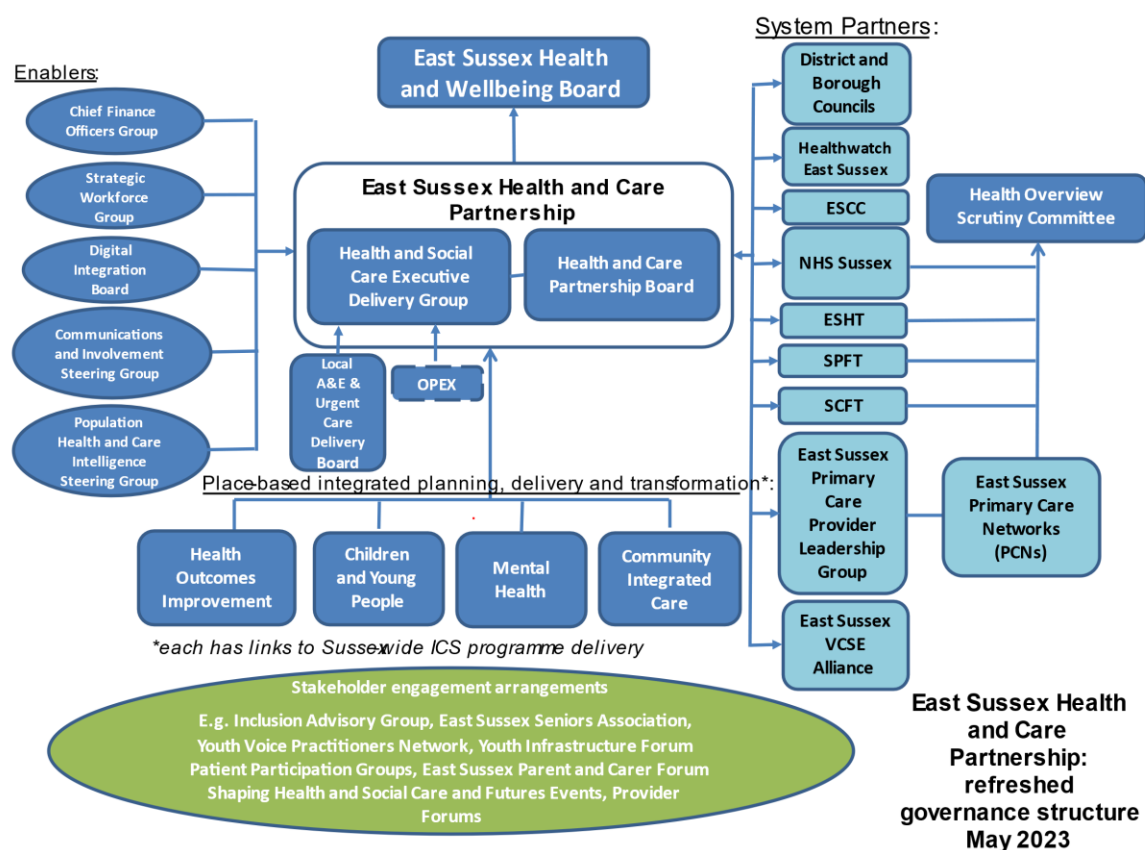 System Partners:
Enablers:
East Sussex Health
and Wellbeing Board
Chief Finance
Officers Group
Strategic
Workforce
Group
Digital
Integration
Board
Communications
and Involvement
Steering Group
Population
Health and Care
Intelligence
Steering Group
East Sussex Health and Care
Partnership
Health and Social
Care Executive
Delivery Group
Health and Care
Partnership Board
Local
A&E &
Urgent
Care
Delivery
Board
OPEX
District and
Borough
Councils
Healthwatch
East Sussex
ESCC
NHS Sussex
ESHT
SPFT
SCFT
East Sussex
Primary
Care
Provider
Leadership
Group
East Sussex
VCSE
Alliance
Health Overview
Scrutiny Committee
East Sussex
Primary Care
Networks
(PCNs)
Place-based integrated planning, delivery and transformation*:
Health
Outcomes
Improvement
Children
and Young
People
Mental
Health
Community
Integrated
Care
*each has links to Sussex-wide ICS programme delivery
Stakeholder engagement arrangements
E.g. Inclusion Advisory Group, East Sussex Seniors Association,
Youth Voice Practitioners Network, Youth Infrastructure Forum
Patient Participation Groups, East Sussex Parent and Carer Forum
Shaping Health and Social Care and Futures Events, Provider
Forums
East Sussex Health
and Care
Partnership:
refreshed
governance structure
May 2023